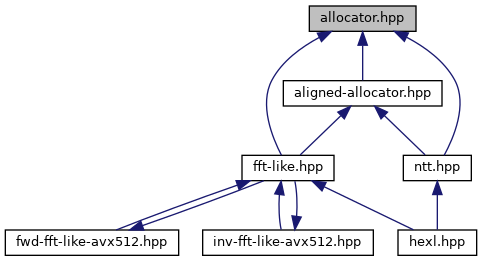 allocator.hpp
aligned-allocator.hpp
fft-like.hpp
ntt.hpp
fwd-fft-like-avx512.hpp
inv-fft-like-avx512.hpp
hexl.hpp